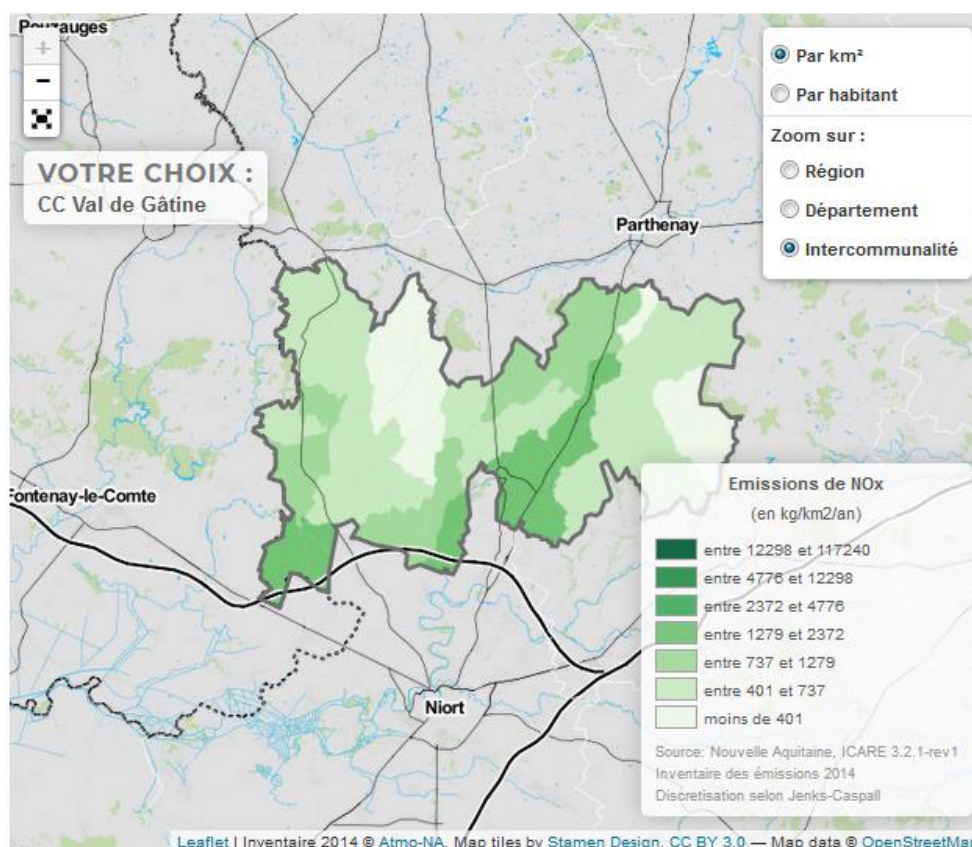 Pouzauges
+
−
VOTRE CHOIX :
CC Val de Gâtine
Par km²
Par habitant
Zoom sur :
Région
Département
Intercommunalité
Parthenay
Fontenay-le-Comte
Niort
Emissions de NOx
(en kg/km2/an)
entre 12298 et 117240
entre 4776 et 12298
entre 2372 et 4776
entre 1279 et 2372
entre 737 et 1279
entre 401 et 737
moins de 401
Source: Nouvelle Aquitaine, ICARE 3.2.1-rev1
Inventaire des émissions 2014
Discretisation selon Jenks-Caspall
Leaflet | Inventaire 2014 © Atmo-NA, Map tiles by Stamen Design, CC BY 3.0 — Map data © OpenStreetMap